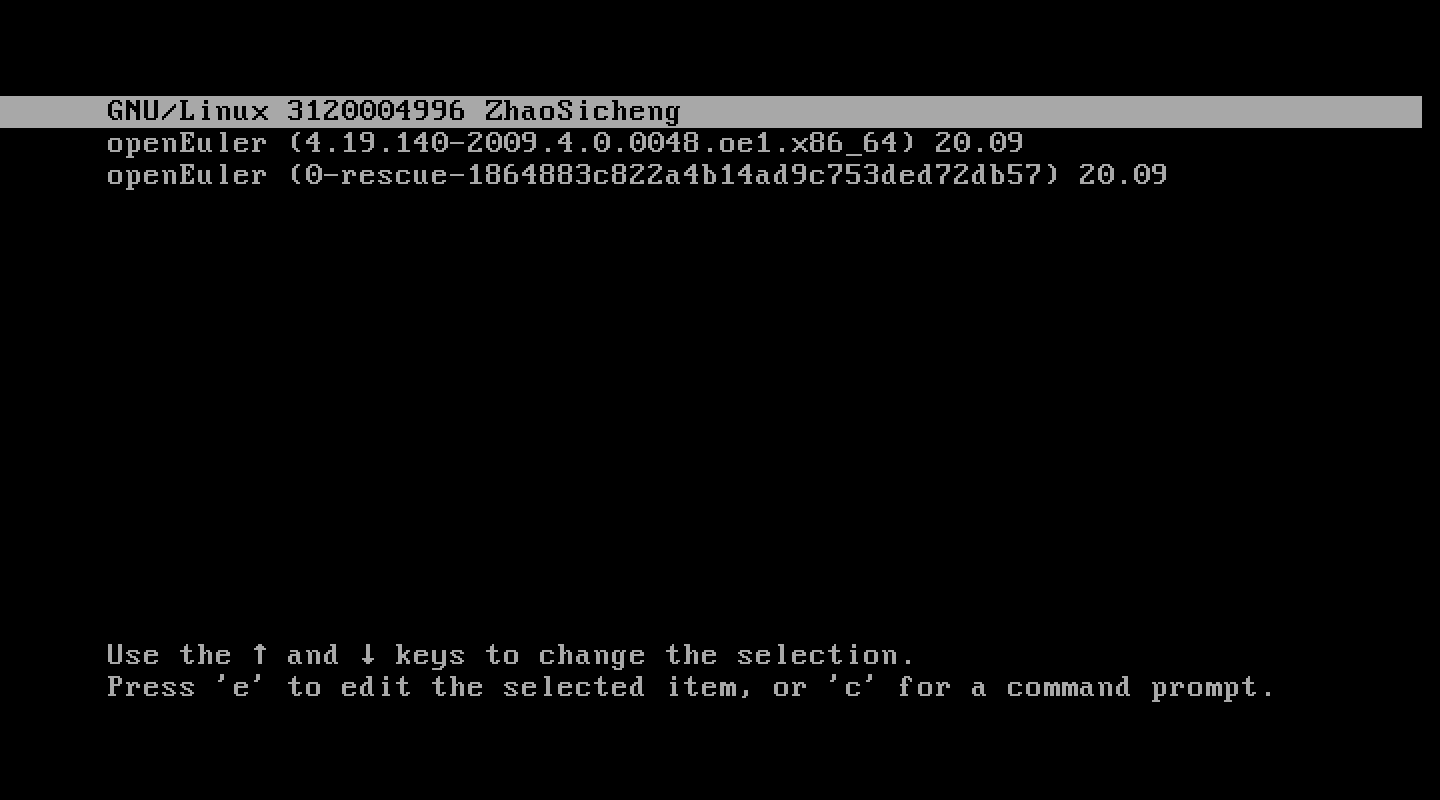 GNU/Linux 3120004996 ZhaoSicheng
openEuler (4.19.140-2009.4.0.0048.oe1.x86_64) 20.09
openEuler (0-rescue-1864883c822a4b14ad9c753ded72db57) 20.09
Use the ↑ and ↓ keys to change the selection.
Press 'e' to edit the selected item, or 'c' for a command prompt.